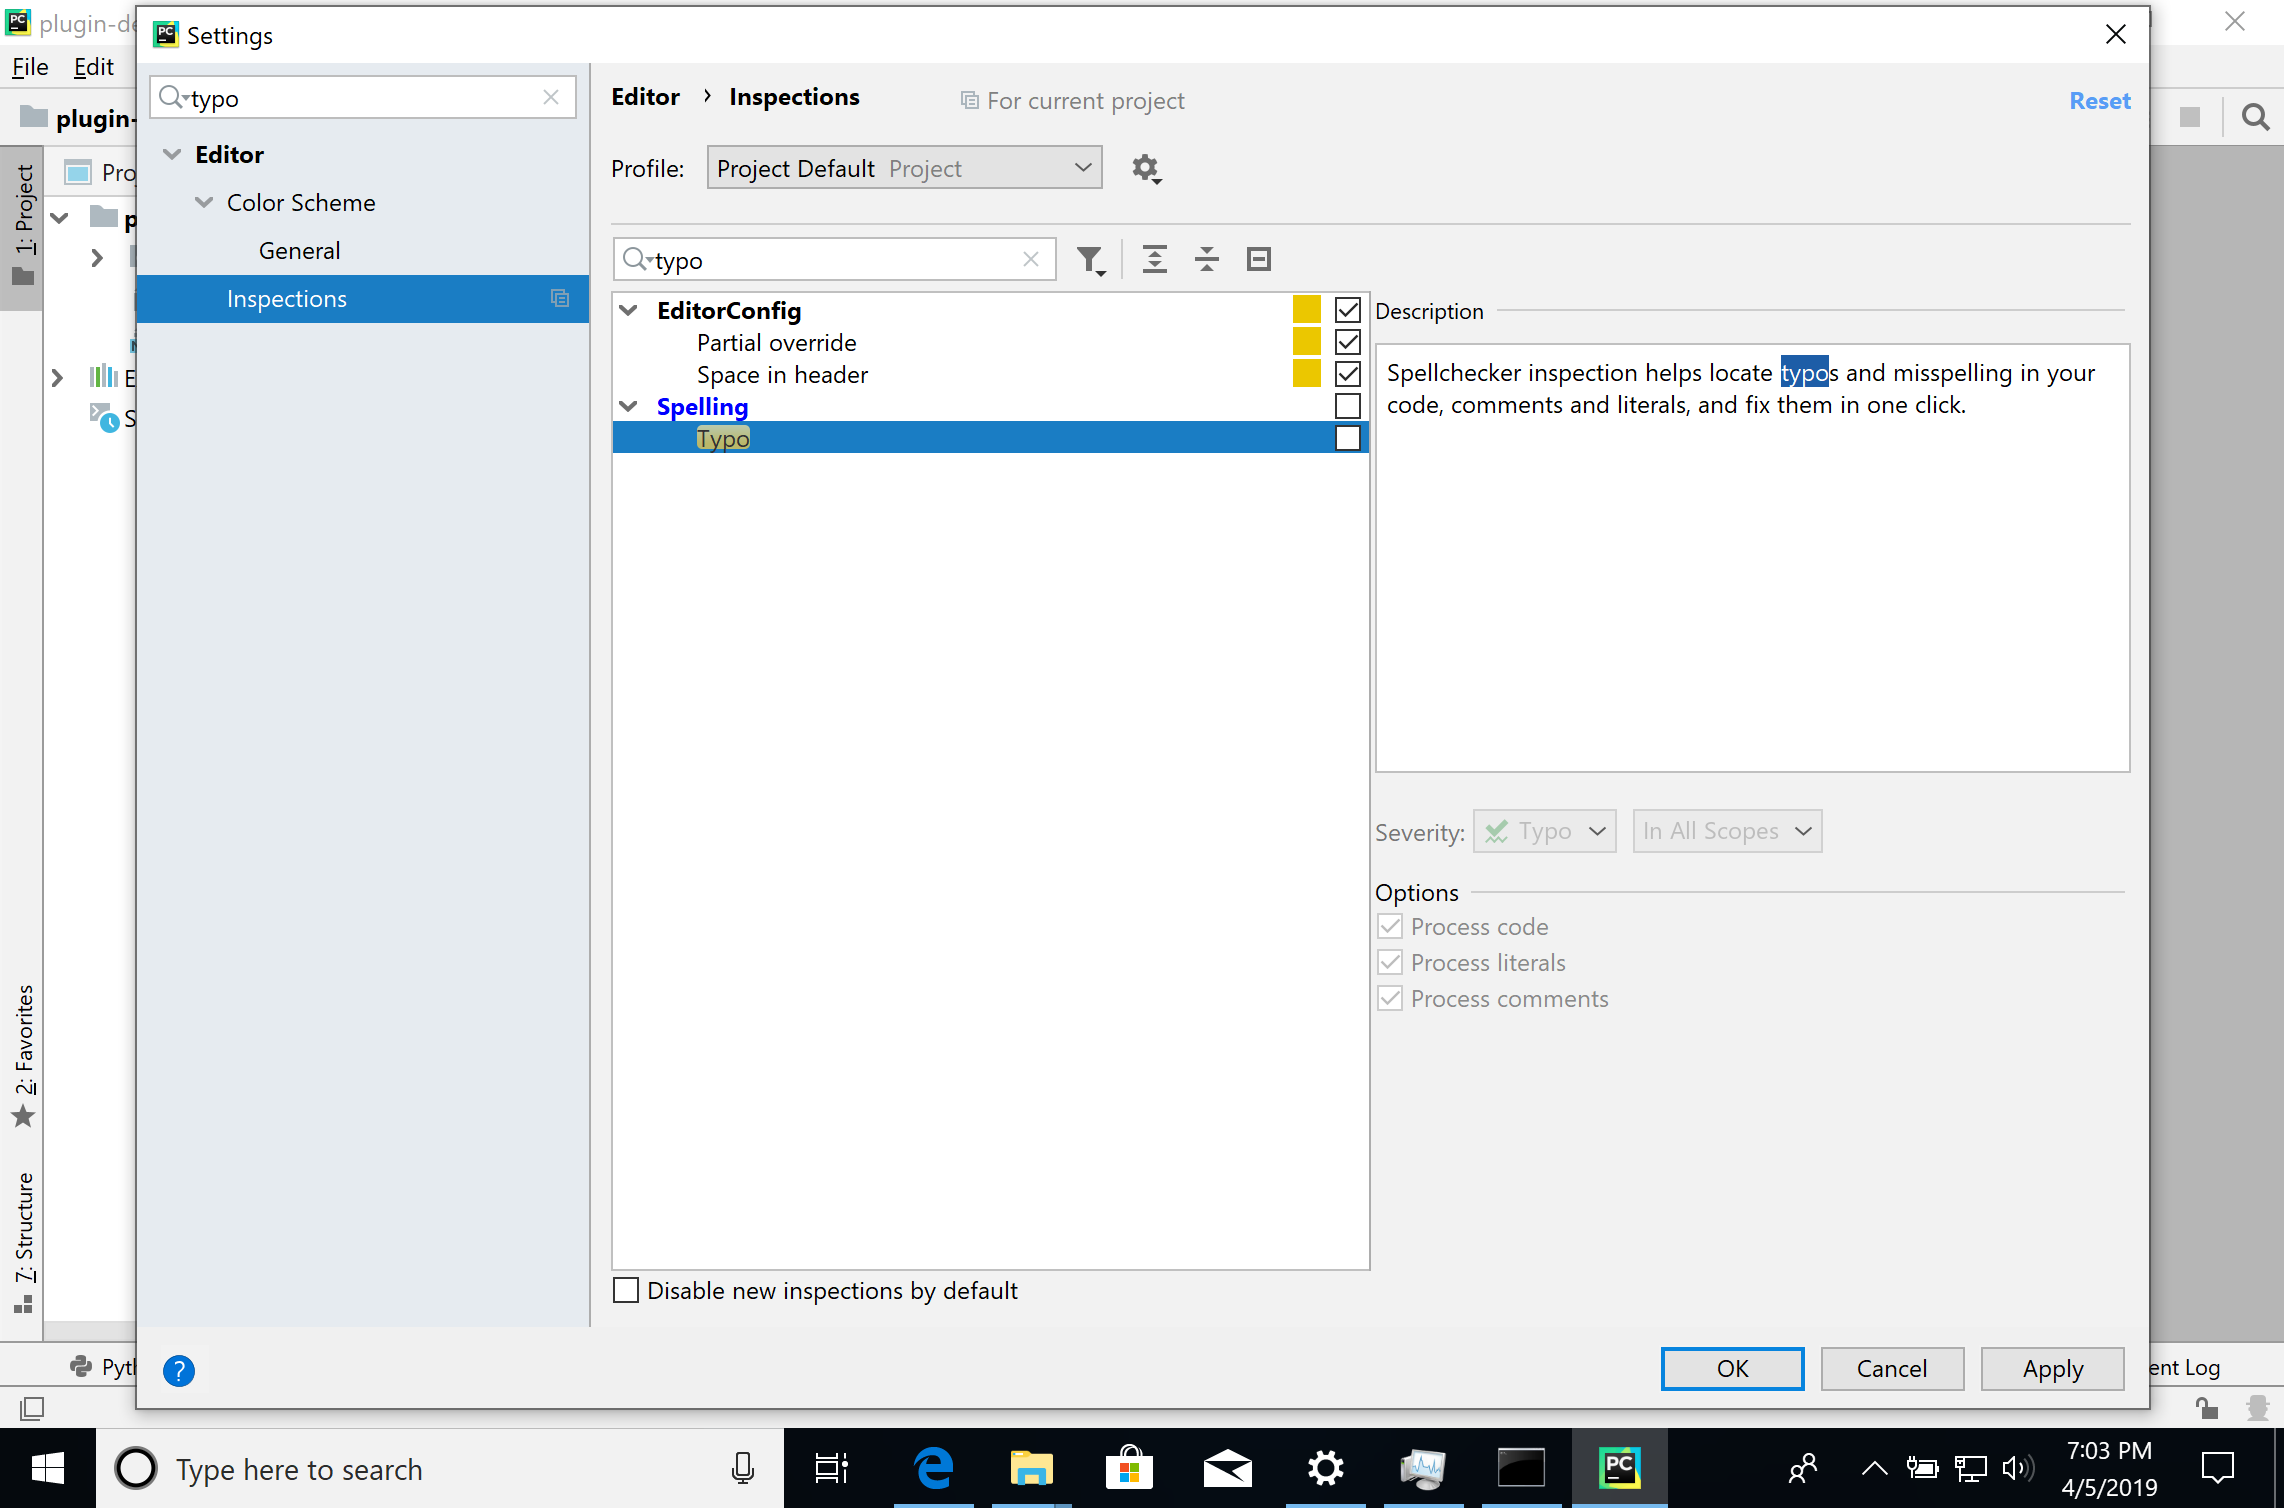 plugin-de
Settings
File Edit
typo
Editor › Inspections
For current project
Reset
plugin-
Editor
Profile: Project Default Project
Pro
Color Scheme
General
typo
Inspections
1: Project
p
EditorConfig
Description
Partial override
Space in header
Spellchecker inspection helps locate typos and misspelling in your
code, comments and literals, and fix them in one click.
E
Spelling
S
Typo
Severity: Typo In All Scopes
Options
Process code
Process literals
Process comments
2: Favorites
7: Structure
Disable new inspections by default
Pyth
?
OK Cancel Apply
ent Log
Type here to search
PC
7:03 PM
4/5/2019